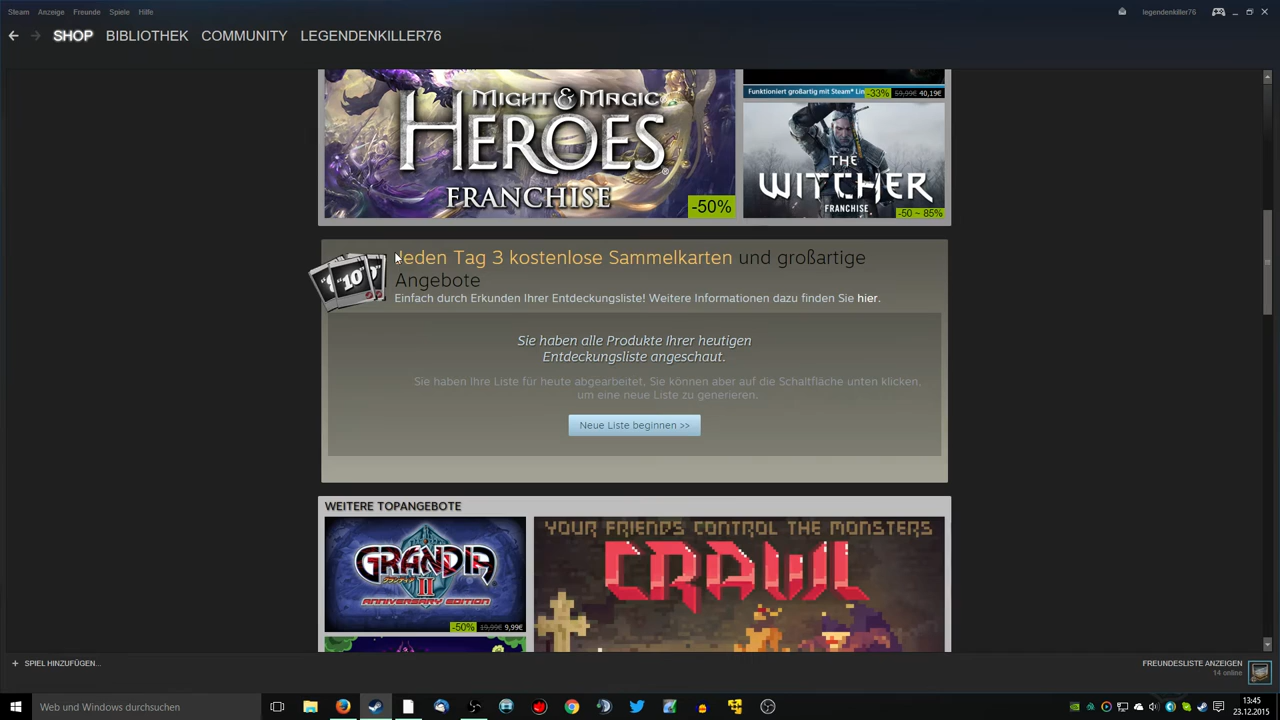 Steam Anzeige Freunde Spiele Hilfe
legendenkiller76
SHOP BIBLIOTHEK COMMUNITY LEGENDENKILLER76
MIGHT & MAGIC
HEROES
FRANCHISE
-50%
Funktioniert großartig mit Steam® Lin
-33% 59,99€ 40,19€
THE
WITCHER
FRANCHISE
-50 ~ 85%
Jeden Tag 3 kostenlose Sammelkarten und großartige
Angebote
Einfach durch Erkunden Ihrer Entdeckungsliste! Weitere Informationen dazu finden Sie hier.
Sie haben alle Produkte Ihrer heutigen
Entdeckungsliste angeschaut.
Sie haben Ihre Liste für heute abgearbeitet, Sie können aber auf die Schaltfläche unten klicken,
um eine neue Liste zu generieren.
Neue Liste beginnen >>
WEITERE TOPANGEBOTE
GRANDIA
II
ANNIVERSARY EDITION
-50% 19,99€ 9,99€
YOUR FRIENDS CONTROL THE MONSTERS
CRAWL
+ SPIEL HINZUFÜGEN...
FREUNDESLISTE ANZEIGEN
14 online
Web und Windows durchsuchen
13:45
23.12.2015